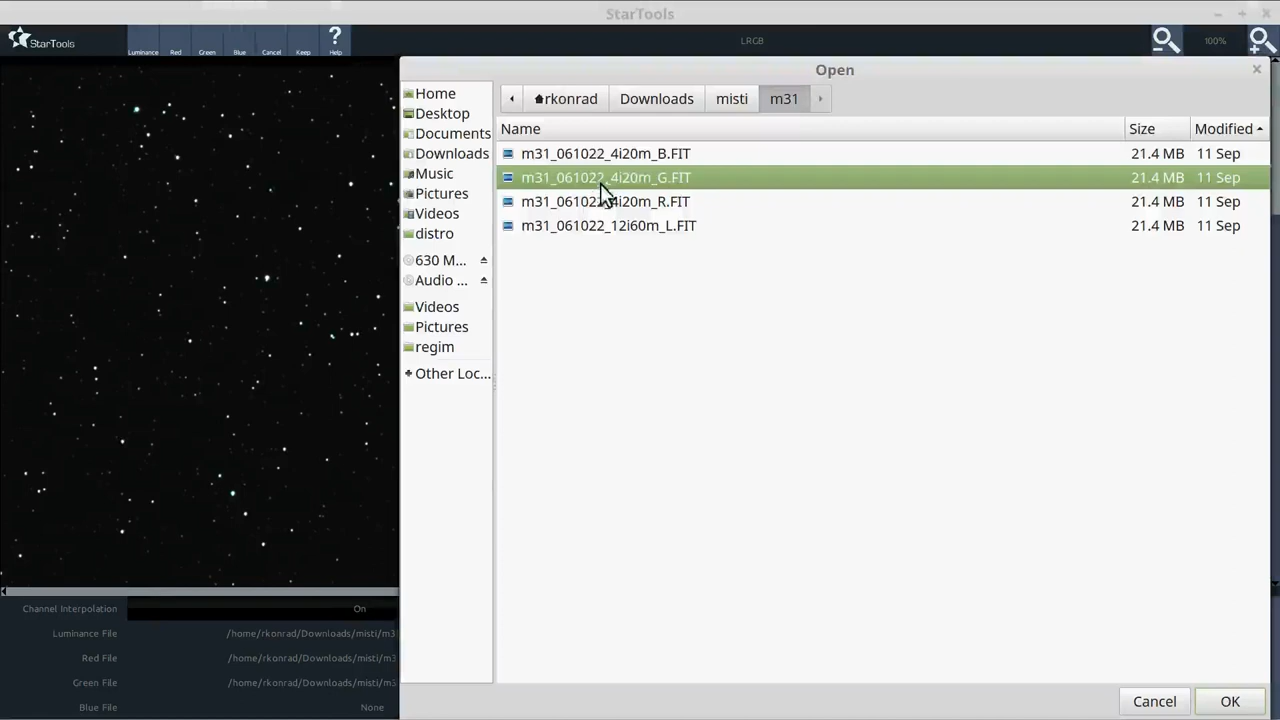 StarTools
StarTools
Luminance
Red
Green
Blue
Cancel
Keep
?
Help
LRGB
100%
Open
Home
Desktop
Documents
Downloads
Music
Pictures
Videos
distro
630 M...
Audio ...
Videos
Pictures
regim
Other Loc...
rkonrad
Downloads
misti
m31
Name
Size
Modified
m31_061022_4i20m_B.FIT
21.4 MB
11 Sep
m31_061022_4i20m_G.FIT
21.4 MB
11 Sep
m31_061022_4i20m_R.FIT
21.4 MB
11 Sep
m31_061022_12i60m_L.FIT
21.4 MB
11 Sep
Channel Interpolation
On
Luminance File
/home/rkonrad/Downloads/misti/m3
Red File
/home/rkonrad/Downloads/misti/m3
Green File
/home/rkonrad/Downloads/misti/m3
Blue File
None
Cancel
OK